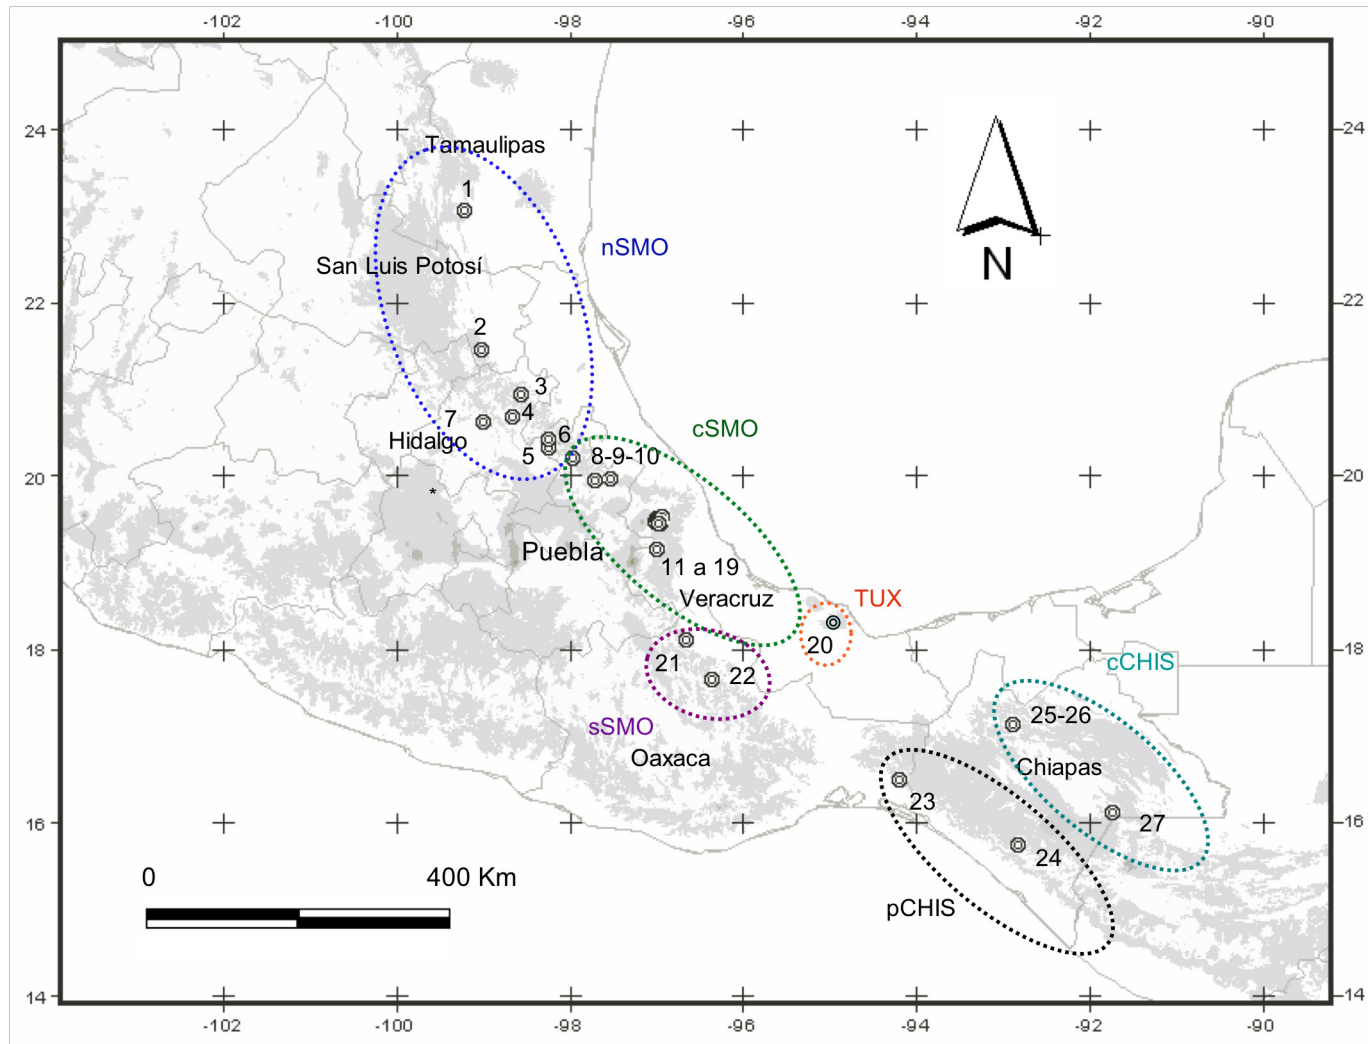 -102 -100 -98 -96 -94 -92 -90
24 24
Tamaulipas
1
nSMO
San Luis Potosí
N
22 22
2
3
4
7
cSMO
Hidalgo
6
5
8-9-10
20 20
*
Puebla
11 a 19
Veracruz
TUX
20
18 18
21
22
cCHIS
sSMO
25-26
Oaxaca
Chiapas
23
27
16 16
24
0 400 Km
pCHIS
14 14
-102 -100 -98 -96 -94 -92 -90